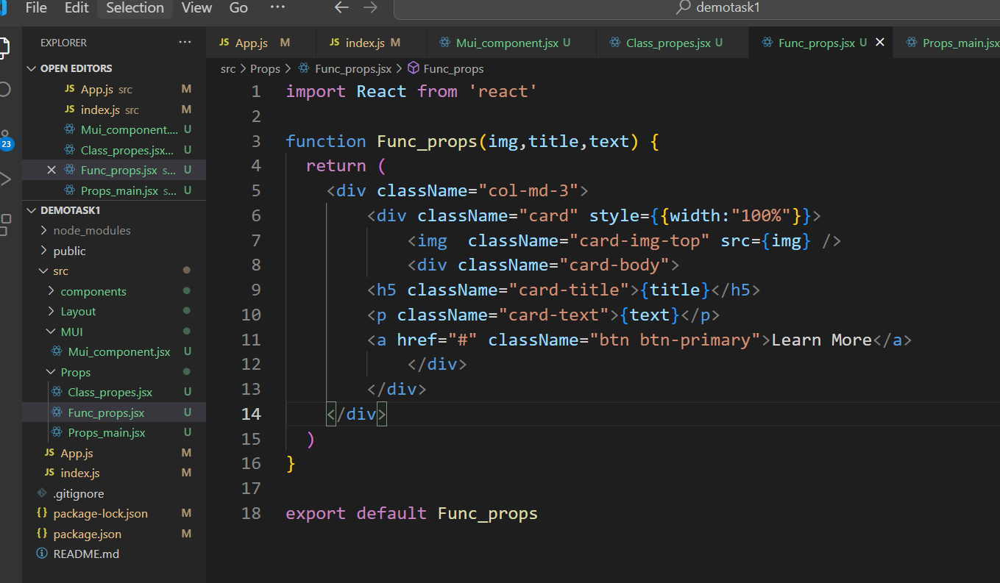 File Edit Selection View Go ··· ← → demotask1
EXPLORER ···
JS App.js M JS index.js M Mui_component.jsx U Class_propes.jsx U Func_props.jsx U × Props_main.jsx
OPEN EDITORS
JS App.js src M
JS index.js src M
Mui_component.... U
Class_propes.jsx... U
× Func_props.jsx s... U
Props_main.jsx s... U
DEMOTASK1
> node_modules
> public
src
> components
> Layout
MUI
Mui_component.jsx U
Props
Class_propes.jsx U
Func_props.jsx U
Props_main.jsx U
JS App.js M
JS index.js M
.gitignore
{} package-lock.json M
{} package.json M
README.md
23
src > Props > Func_props.jsx > Func_props
1 import React from 'react'
2
3 function Func_props(img,title,text) {
4 return (
5 <div className="col-md-3">
6 <div className="card" style={{width:"100%"}}>
7 <img  className="card-img-top" src={img} />
8 <div className="card-body">
9 <h5 className="card-title">{title}</h5>
10 <p className="card-text">{text}</p>
11 <a href="#" className="btn btn-primary">Learn More</a>
12 </div>
13 </div>
14 </div>
15 )
16 }
17
18 export default Func_props